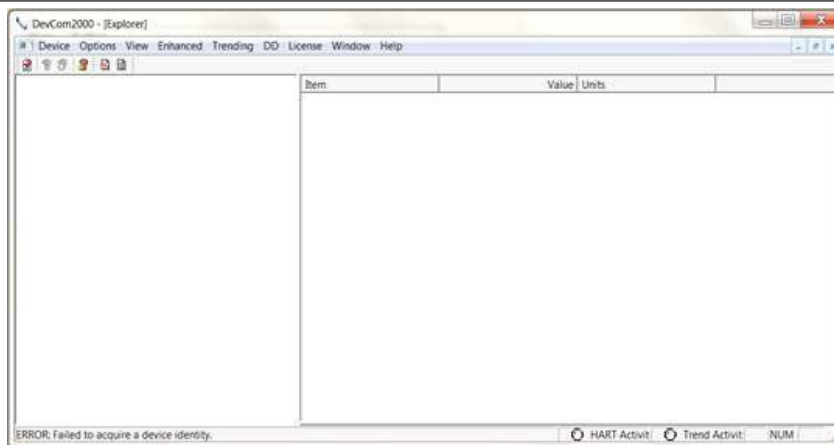 DevCom2000 - [Explorer]
Device Options View Enhanced Trending DD License Window Help
Item Value Units
ERROR: Failed to acquire a device identity. HART Activit Trend Activit NUM